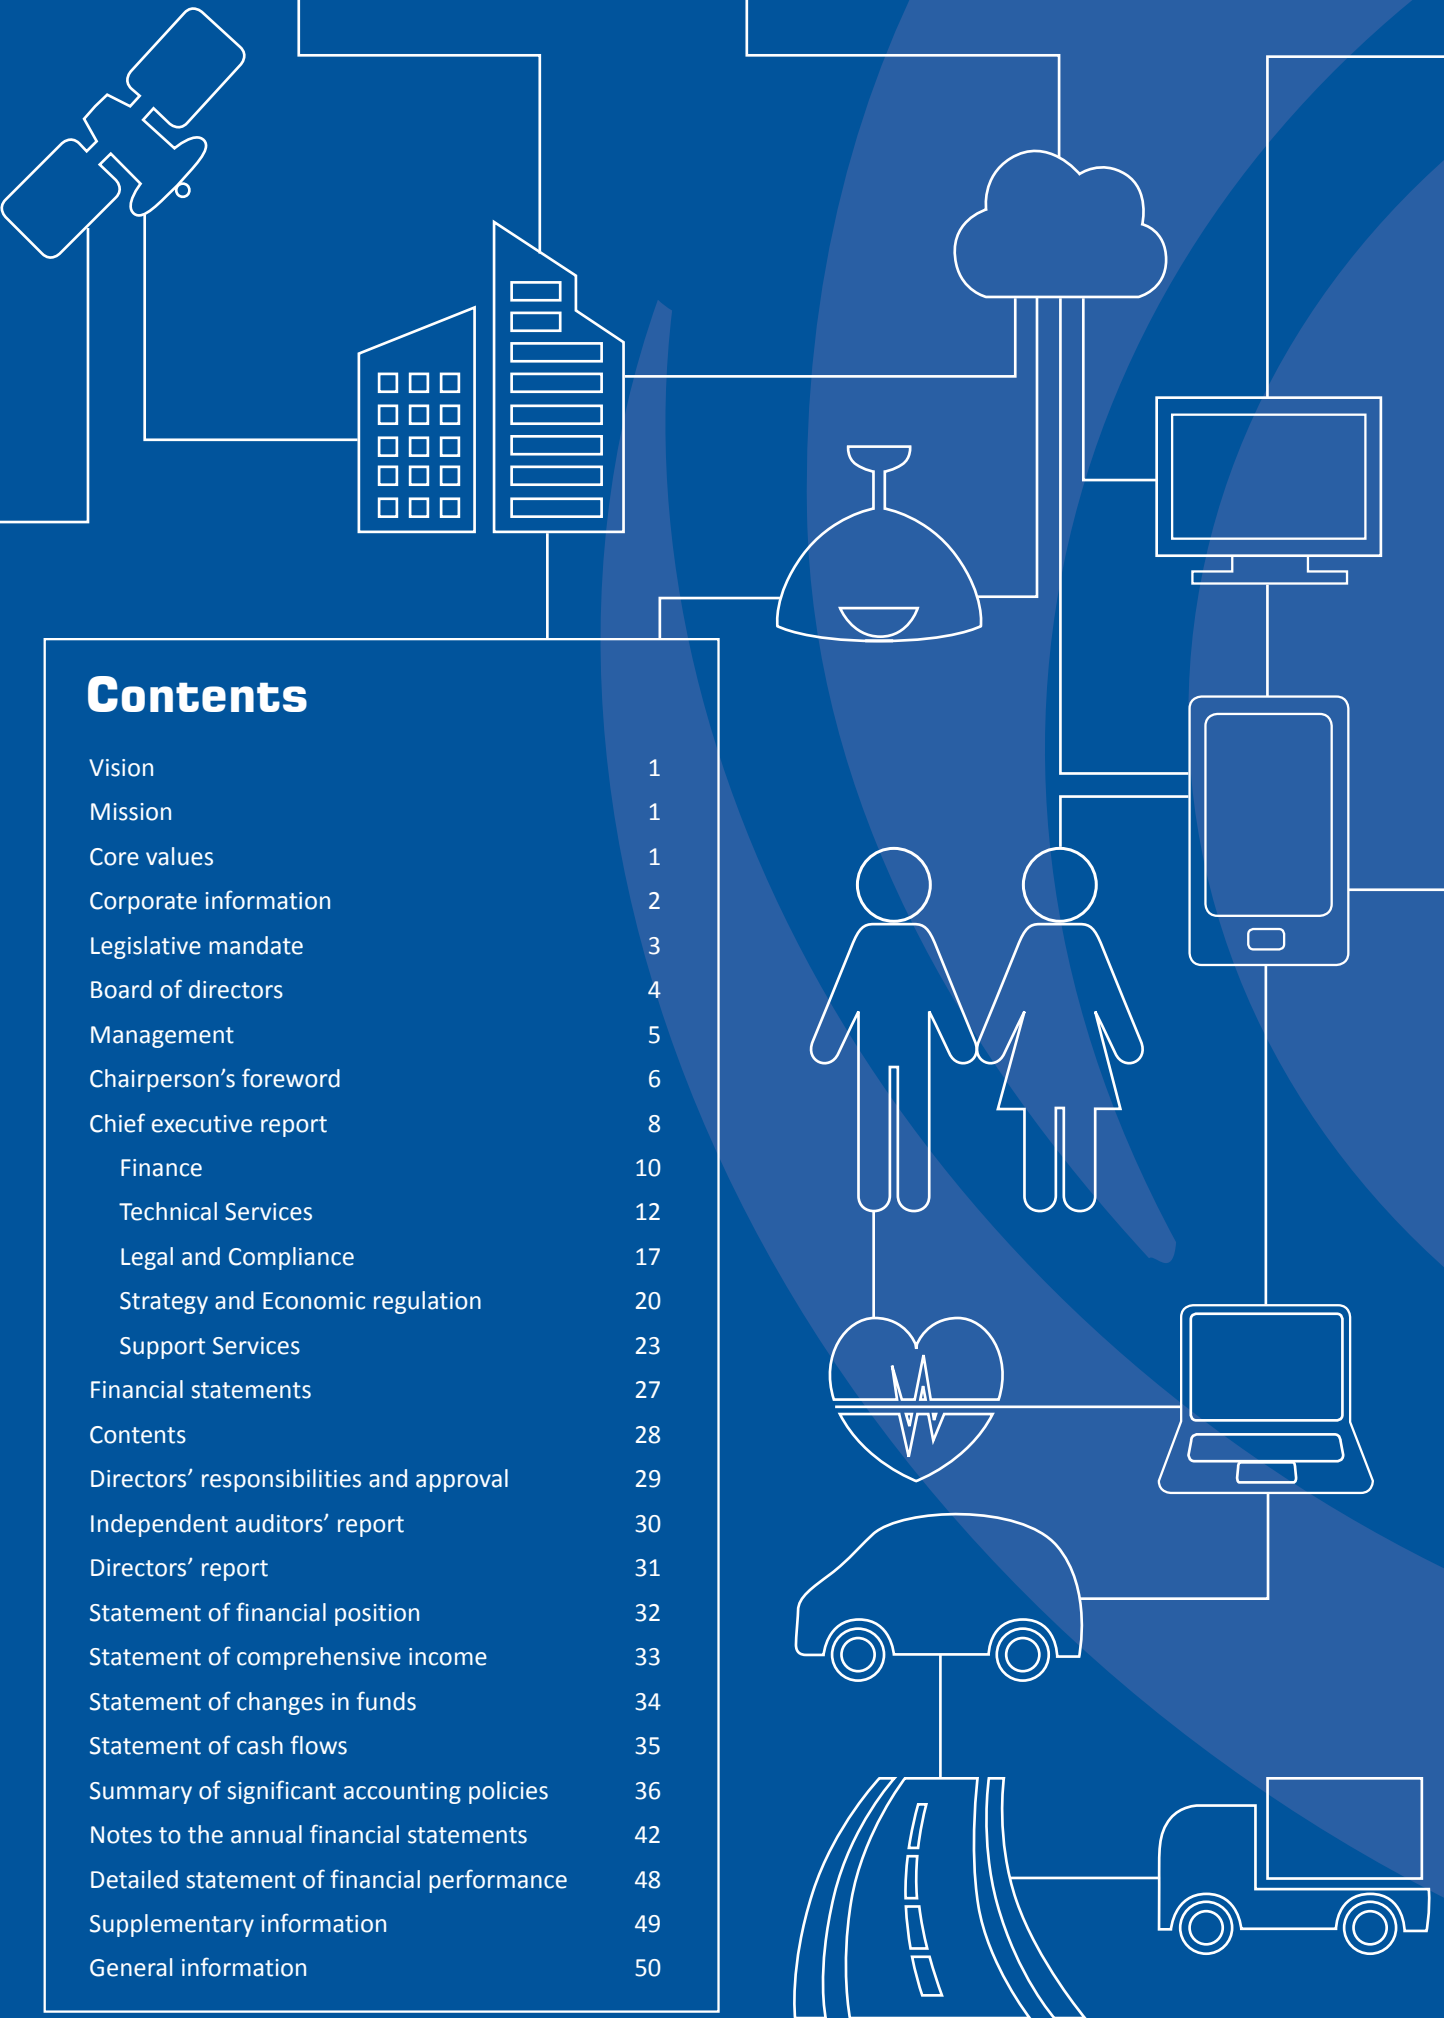 Contents
Vision 1
Mission 1
Core values 1
Corporate information 2
Legislative mandate 3
Board of directors 4
Management 5
Chairperson’s foreword 6
Chief executive report 8
Finance 10
Technical Services 12
Legal and Compliance 17
Strategy and Economic regulation 20
Support Services 23
Financial statements 27
Contents 28
Directors’ responsibilities and approval 29
Independent auditors’ report 30
Directors’ report 31
Statement of financial position 32
Statement of comprehensive income 33
Statement of changes in funds 34
Statement of cash flows 35
Summary of significant accounting policies 36
Notes to the annual financial statements 42
Detailed statement of financial performance 48
Supplementary information 49
General information 50